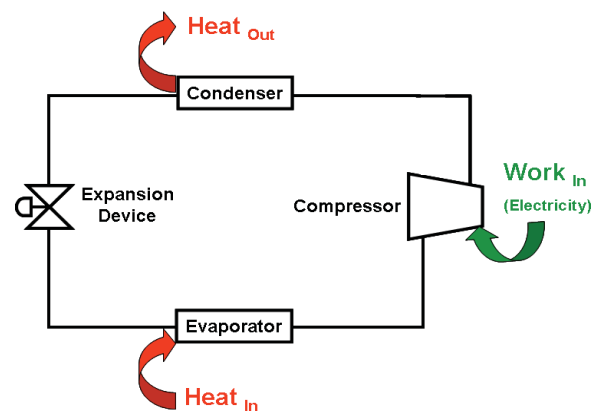 Heat Out
Condenser
Expansion
Device
Compressor
Work In
(Electricity)
Evaporator
Heat In